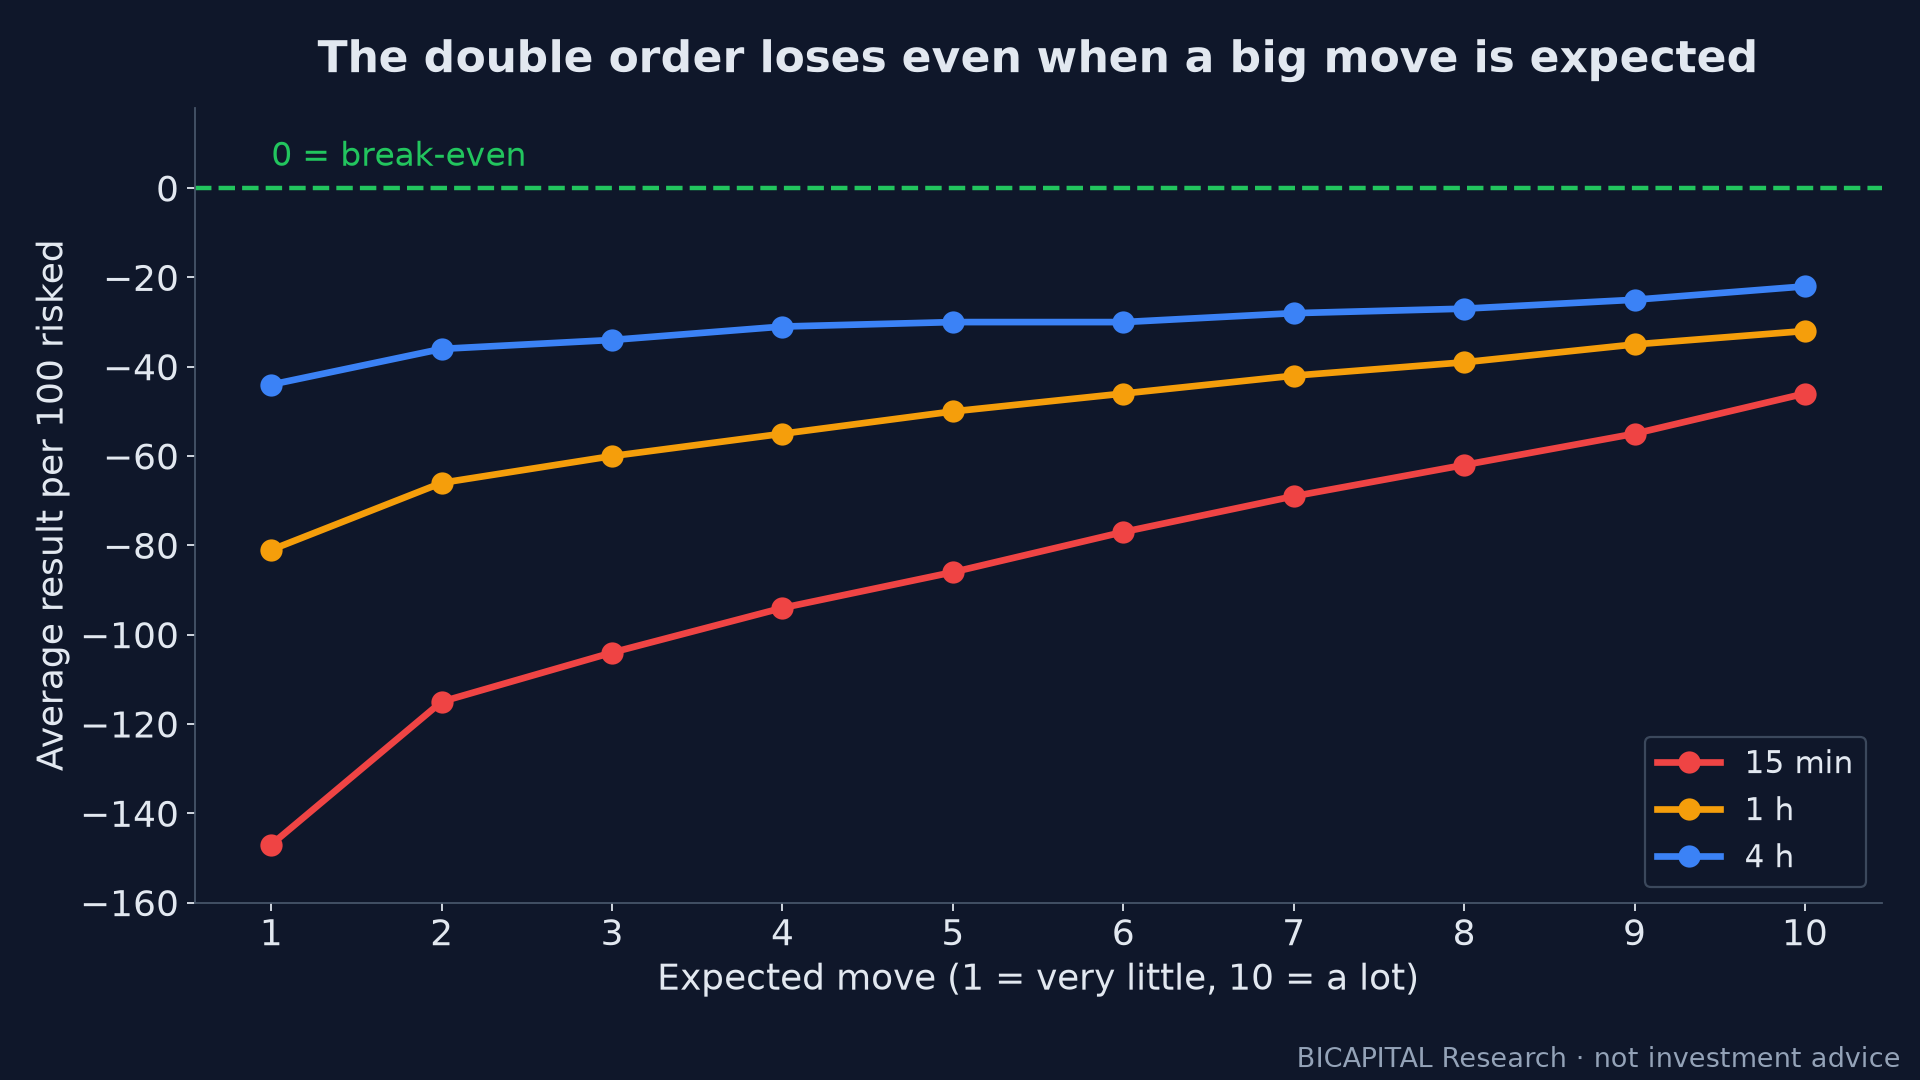 The double order loses even when a big move is expected
0 = break-even
Average result per 100 risked
0
−20
−40
−60
−80
−100
−120
−140
−160
1 2 3 4 5 6 7 8 9 10
Expected move (1 = very little, 10 = a lot)
15 min
1 h
4 h
BICAPITAL Research · not investment advice